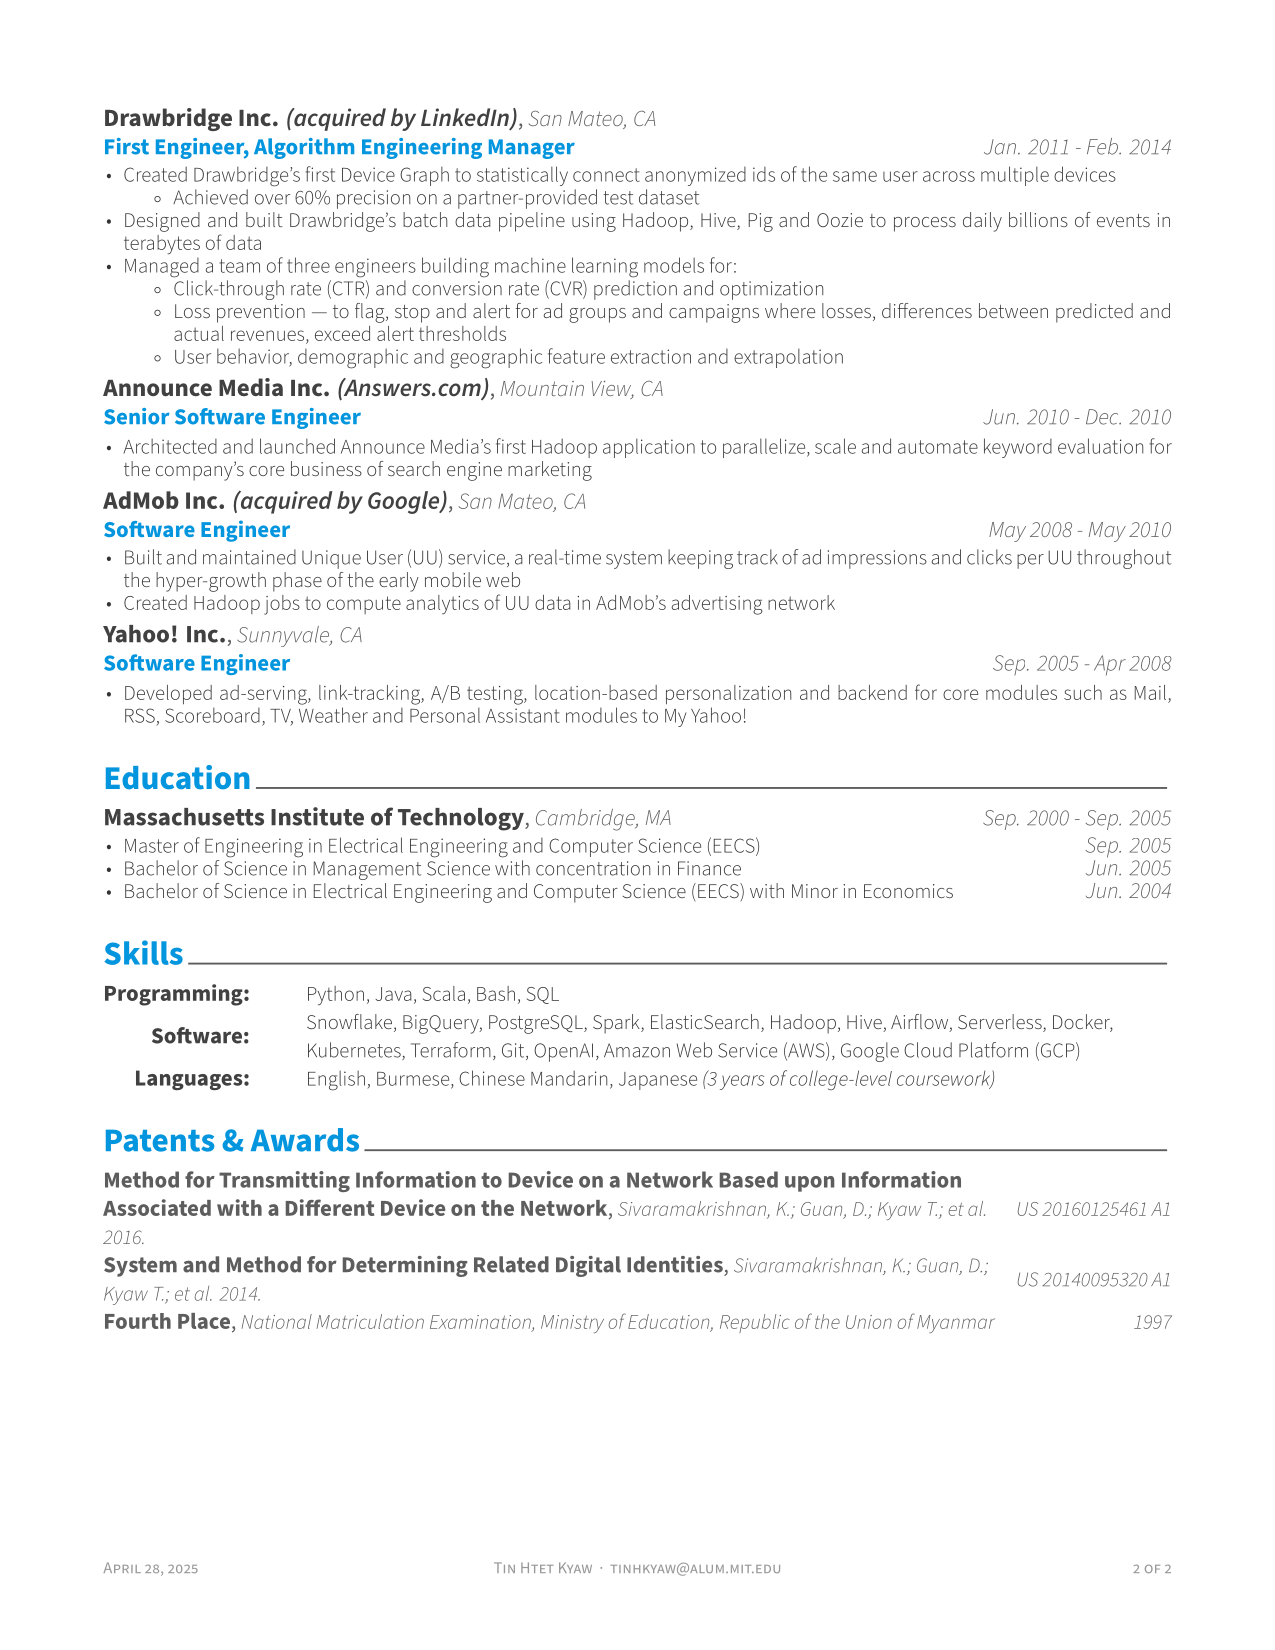 Drawbridge Inc. (acquired by LinkedIn), San Mateo, CA
First Engineer, Algorithm Engineering Manager Jan. 2011 - Feb. 2014
• Created Drawbridge’s first Device Graph to statistically connect anonymized ids of the same user across multiple devices
◦ Achieved over 60% precision on a partner-provided test dataset
• Designed and built Drawbridge’s batch data pipeline using Hadoop, Hive, Pig and Oozie to process daily billions of events in
terabytes of data
• Managed a team of three engineers building machine learning models for:
◦ Click-through rate (CTR) and conversion rate (CVR) prediction and optimization
◦ Loss prevention — to flag, stop and alert for ad groups and campaigns where losses, differences between predicted and
actual revenues, exceed alert thresholds
◦ User behavior, demographic and geographic feature extraction and extrapolation
Announce Media Inc. (Answers.com), Mountain View, CA
Senior Software Engineer Jun. 2010 - Dec. 2010
• Architected and launched Announce Media’s first Hadoop application to parallelize, scale and automate keyword evaluation for
the company’s core business of search engine marketing
AdMob Inc. (acquired by Google), San Mateo, CA
Software Engineer May 2008 - May 2010
• Built and maintained Unique User (UU) service, a real-time system keeping track of ad impressions and clicks per UU throughout
the hyper-growth phase of the early mobile web
• Created Hadoop jobs to compute analytics of UU data in AdMob’s advertising network
Yahoo! Inc., Sunnyvale, CA
Software Engineer Sep. 2005 - Apr 2008
• Developed ad-serving, link-tracking, A/B testing, location-based personalization and backend for core modules such as Mail,
RSS, Scoreboard, TV, Weather and Personal Assistant modules to My Yahoo!
Education
Massachusetts Institute of Technology, Cambridge, MA Sep. 2000 - Sep. 2005
• Master of Engineering in Electrical Engineering and Computer Science (EECS) Sep. 2005
• Bachelor of Science in Management Science with concentration in Finance Jun. 2005
• Bachelor of Science in Electrical Engineering and Computer Science (EECS) with Minor in Economics Jun. 2004
Skills
Programming: Python, Java, Scala, Bash, SQL
Software: Snowflake, BigQuery, PostgreSQL, Spark, ElasticSearch, Hadoop, Hive, Airflow, Serverless, Docker,
Kubernetes, Terraform, Git, OpenAI, Amazon Web Service (AWS), Google Cloud Platform (GCP)
Languages: English, Burmese, Chinese Mandarin, Japanese (3 years of college-level coursework)
Patents & Awards
Method for Transmitting Information to Device on a Network Based upon Information
Associated with a Different Device on the Network, Sivaramakrishnan, K.; Guan, D.; Kyaw T.; et al. US 20160125461 A1
2016.
System and Method for Determining Related Digital Identities, Sivaramakrishnan, K.; Guan, D.;
Kyaw T.; et al. 2014. US 20140095320 A1
Fourth Place, National Matriculation Examination, Ministry of Education, Republic of the Union of Myanmar 1997
April 28, 2025 Tin Htet Kyaw · tinhkyaw@alum.mit.edu 2 of 2